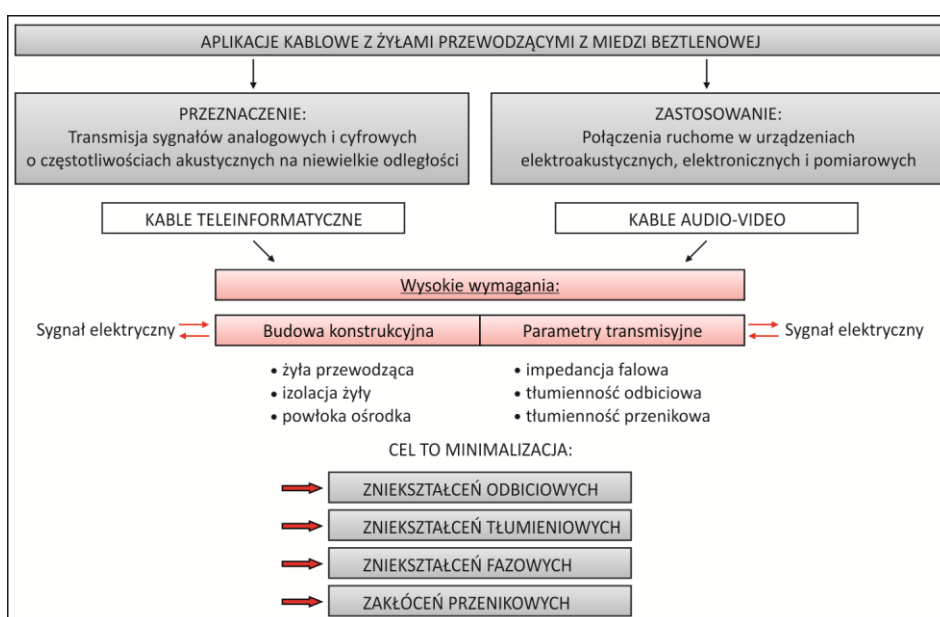 APLIKACJE KABLOWE Z ŻYŁAMI PRZEWODZĄCYMI Z MIEDZI BEZTLENOWEJ
PRZEZNACZENIE:
Transmisja sygnałów analogowych i cyfrowych
o częstotliwościach akustycznych na niewielkie odległości
ZASTOSOWANIE:
Połączenia ruchome w urządzeniach
elektroakustycznych, elektronicznych i pomiarowych
KABLE TELEINFORMATYCZNE
KABLE AUDIO-VIDEO
Wysokie wymagania:
Sygnał elektryczny
Budowa konstrukcyjna
Parametry transmisyjne
Sygnał elektryczny
• żyła przewodząca
• izolacja żyły
• powłoka ośrodka
• impedancja falowa
• tłumienność odbiciowa
• tłumienność przenikowa
CEL TO MINIMALIZACJA:
ZNIEKSZTAŁCEŃ ODBICIOWYCH
ZNIEKSZTAŁCEŃ TŁUMIENIOWYCH
ZNIEKSZTAŁCEŃ FAZOWYCH
ZAKŁÓCEŃ PRZENIKOWYCH